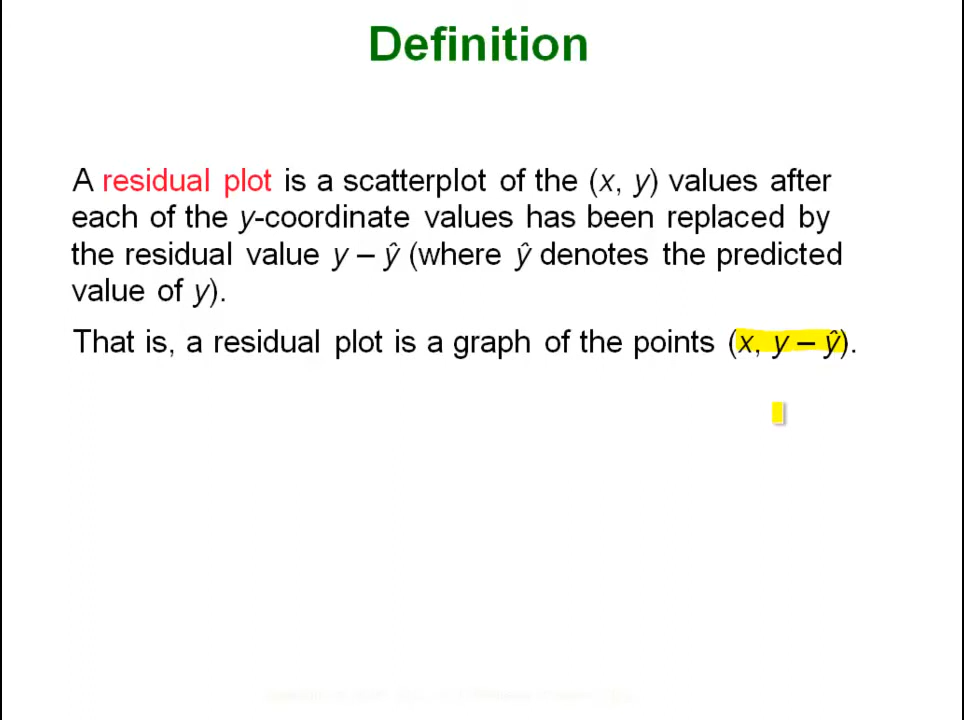 Definition
A residual plot is a scatterplot of the (x, y) values after
each of the y-coordinate values has been replaced by
the residual value y – ŷ (where ŷ denotes the predicted
value of y).
That is, a residual plot is a graph of the points (x, y – ŷ).